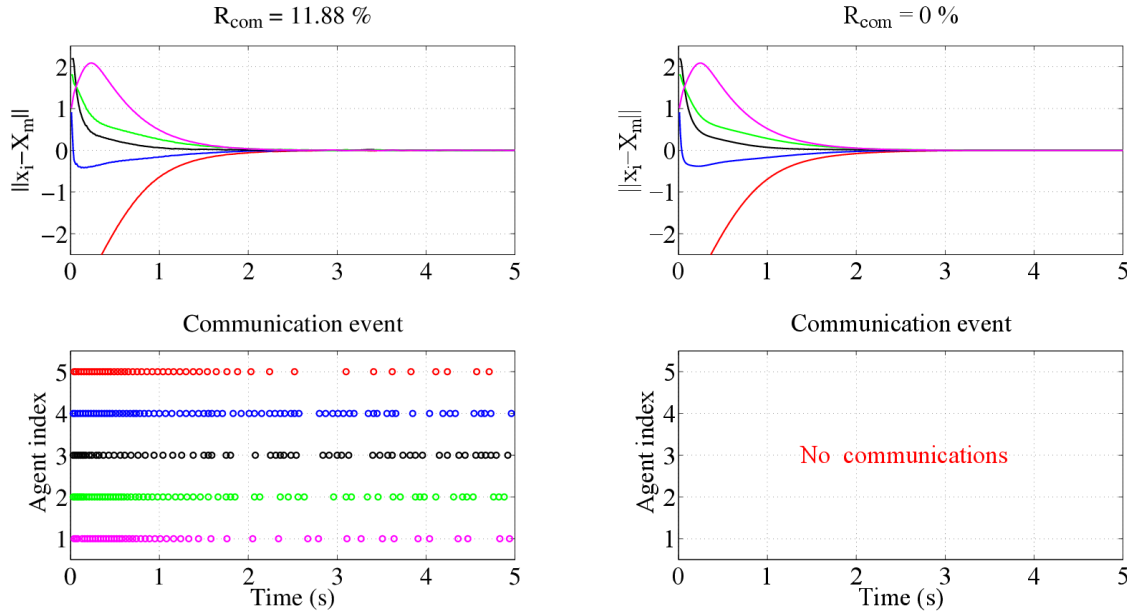 R_com = 11.88 %
||x_i−X_m||
2
1
0
−1
−2
0 1 2 3 4 5
Communication event
Agent index
5
4
3
2
1
0 1 2 3 4 5
Time (s)
R_com = 0 %
||x_i−X_m||
2
1
0
−1
−2
0 1 2 3 4 5
Communication event
Agent index
5
4
3
2
1
No communications
0 1 2 3 4 5
Time (s)